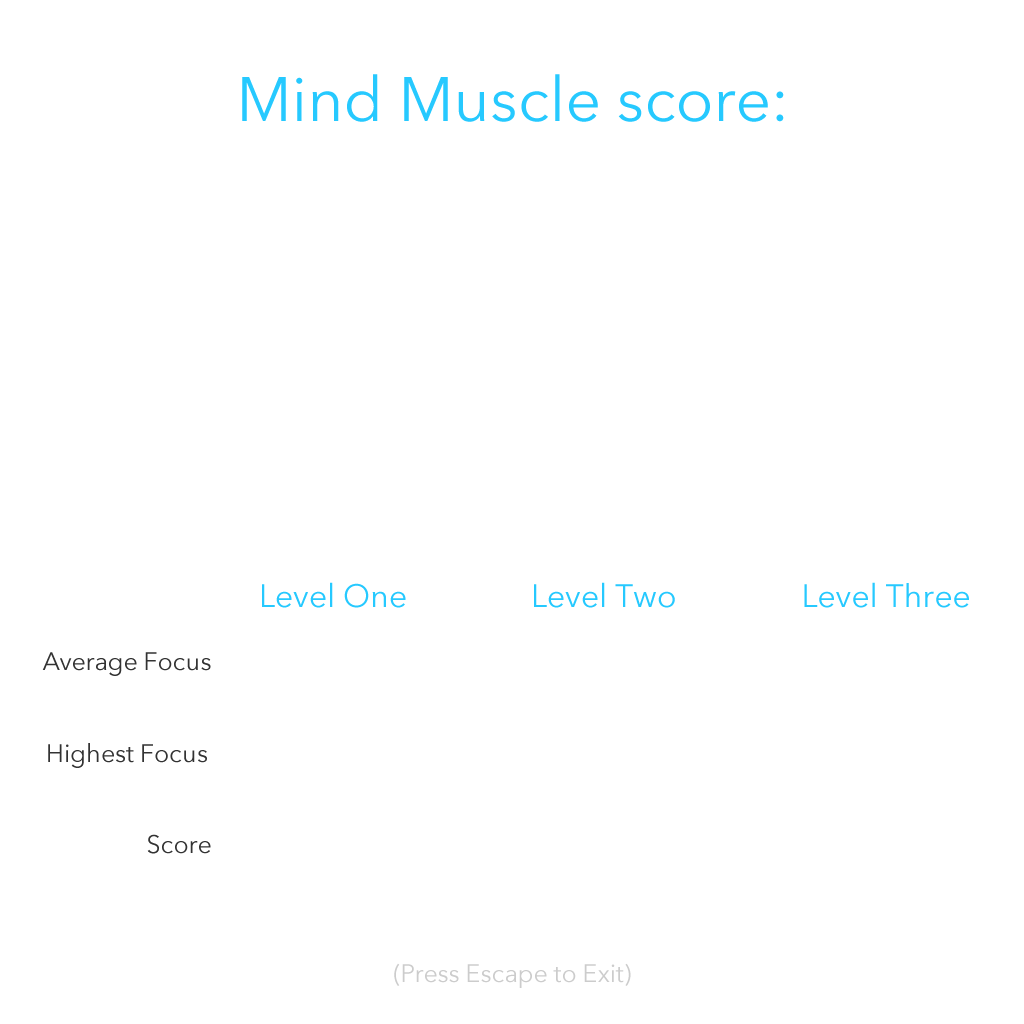 Mind Muscle score:
Level One Level Two Level Three
Average Focus
Highest Focus
Score
(Press Escape to Exit)